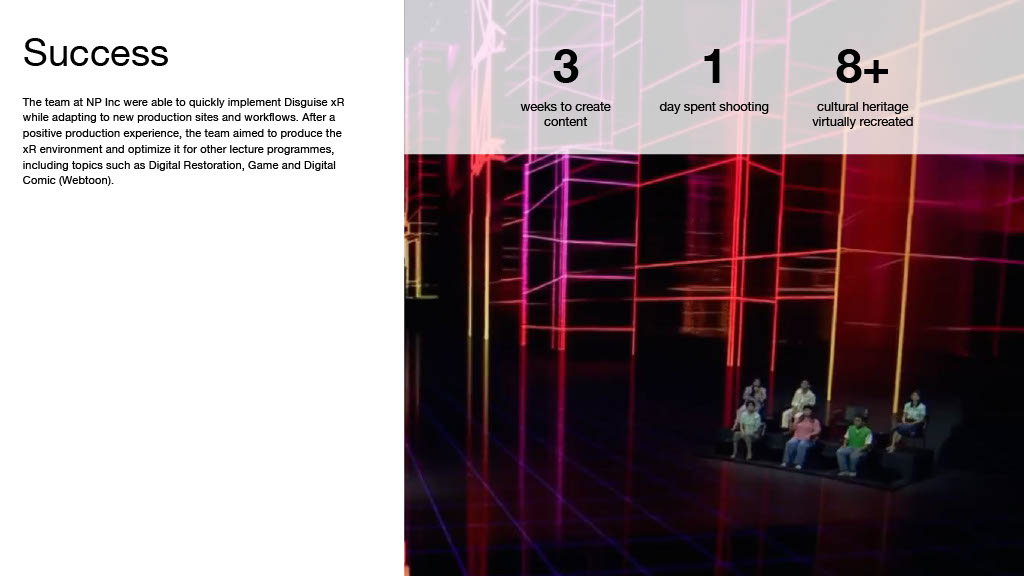 Success
The team at NP Inc were able to quickly implement Disguise xR
while adapting to new production sites and workflows. After a
positive production experience, the team aimed to produce the
xR environment and optimize it for other lecture programmes,
including topics such as Digital Restoration, Game and Digital
Comic (Webtoon).
3
weeks to create
content
1
day spent shooting
8+
cultural heritage
virtually recreated